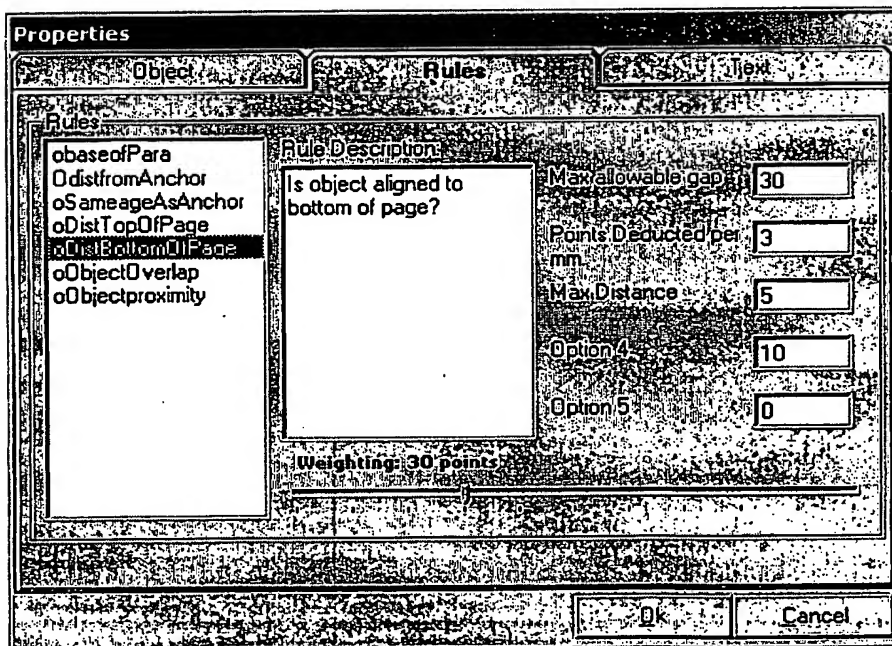 Properties
Object
Rules
Text
Rules
obaseofPara
OdistfromAnchor
oSameageAsAnchor
oDistTopOfPage
xDistBottomOfPage
oObjectOverlap
oObjectproximity
Rule Description
Is object aligned to
bottom of page?
Weighting: 30 points
Max allowable gap
30
Points Deducted per
mm
3
Max Distance
5
Option 4
10
Option 5
0
Ok
Cancel